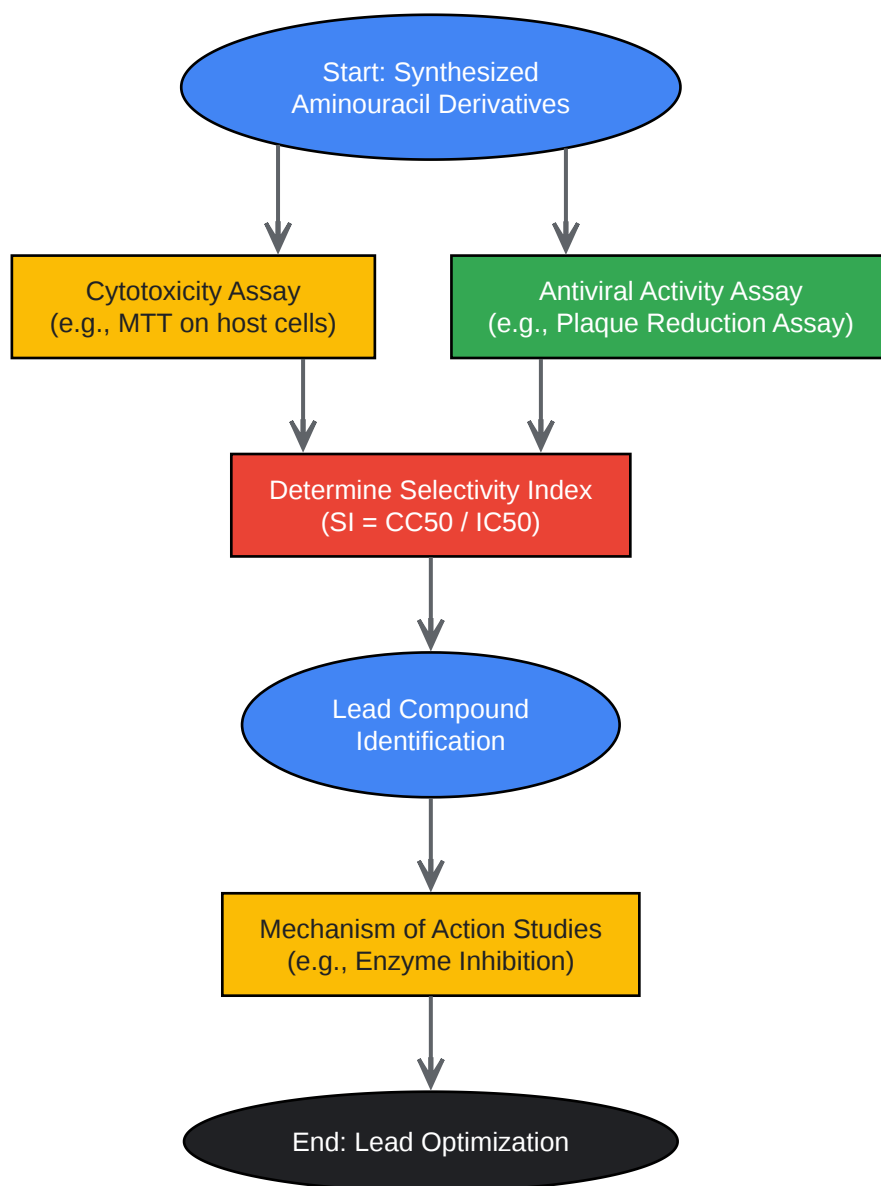 Start: Synthesized
Aminouracil Derivatives
Cytotoxicity Assay
(e.g., MTT on host cells)
Antiviral Activity Assay
(e.g., Plaque Reduction Assay)
Determine Selectivity Index
(SI = CC50 / IC50)
Lead Compound
Identification
Mechanism of Action Studies
(e.g., Enzyme Inhibition)
End: Lead Optimization